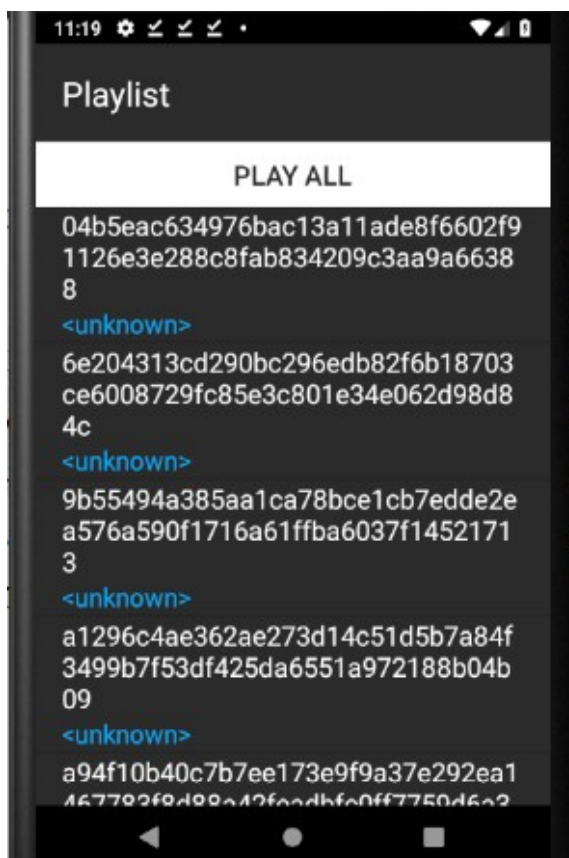 11:19
Playlist
PLAY ALL
04b5eac634976bac13a11ade8f6602f9
1126e3e288c8fab834209c3aa9a6638
8
<unknown>
6e204313cd290bc296edb82f6b18703
ce6008729fc85e3c801e34e062d98d8
4c
<unknown>
9b55494a385aa1ca78bce1cb7edde2e
a576a590f1716a61ffba6037f1452171
3
<unknown>
a1296c4ae362ae273d14c51d5b7a84f
3499b7f53df425da6551a972188b04b
09
<unknown>
a94f10b40c7b7ee173e9f9a37e292ea1